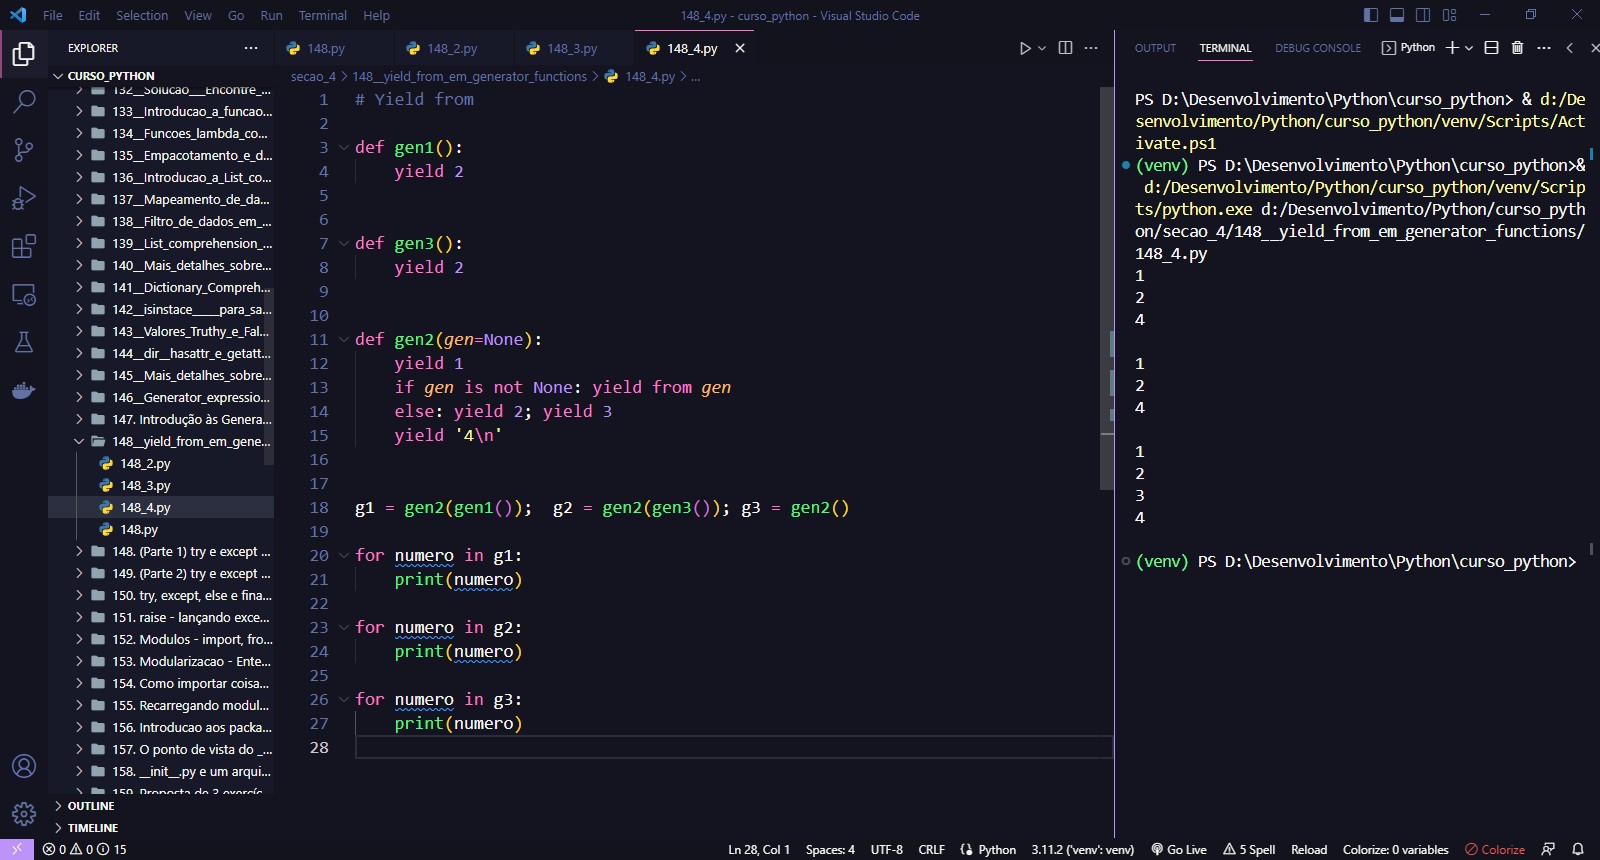 File Edit Selection View Go Run Terminal Help
148_4.py - curso_python - Visual Studio Code
EXPLORER
CURSO_PYTHON
132__Solucao___Encontre_...
133__Introducao_a_funcao...
134__Funcoes_lambda_co...
135__Empacotamento_e_d...
136__Introducao_a_List_co...
137__Mapeamento_de_da...
138__Filtro_de_dados_em_...
139__List_comprehension_...
140__Mais_detalhes_sobre...
141__Dictionary_Compreh...
142__isinstace____para_sa...
143__Valores_Truthy_e_Fal...
144__dir__hasattr_e_getatt...
145__Mais_detalhes_sobre...
146__Generator_expressio...
147. Introdução às Genera...
148__yield_from_em_gene...
148_2.py
148_3.py
148_4.py
148.py
148. (Parte 1) try e except ...
149. (Parte 2) try e except ...
150. try, except, else e fina...
151. raise - lançando exce...
152. Modulos - import, fro...
153. Modularizacao - Ente...
154. Como importar coisa...
155. Recarregando modul...
156. Introducao aos packa...
157. O ponto de vista do _...
158. __init__.py e um arqui...
159. Proposta de 3 exercíc...
OUTLINE
TIMELINE
148.py 148_2.py 148_3.py 148_4.py
secao_4 > 148__yield_from_em_generator_functions > 148_4.py > ...
1 # Yield from
2
3 def gen1():
4 yield 2
5
6
7 def gen3():
8 yield 2
9
10
11 def gen2(gen=None):
12 yield 1
13 if gen is not None: yield from gen
14 else: yield 2; yield 3
15 yield '4\n'
16
17
18 g1 = gen2(gen1());  g2 = gen2(gen3()); g3 = gen2()
19
20 for numero in g1:
21 print(numero)
22
23 for numero in g2:
24 print(numero)
25
26 for numero in g3:
27 print(numero)
28
OUTPUT TERMINAL DEBUG CONSOLE Python
PS D:\Desenvolvimento\Python\curso_python> & d:/De
senvolvimento/Python/curso_python/venv/Scripts/Act
ivate.ps1
(venv) PS D:\Desenvolvimento\Python\curso_python>&
d:/Desenvolvimento/Python/curso_python/venv/Scrip
ts/python.exe d:/Desenvolvimento/Python/curso_pyth
on/secao_4/148__yield_from_em_generator_functions/
148_4.py
1
2
4
1
2
4
1
2
3
4
(venv) PS D:\Desenvolvimento\Python\curso_python>
0 0 15 Ln 28, Col 1 Spaces: 4 UTF-8 CRLF Python 3.11.2 ('venv': venv) Go Live 5 Spell Reload Colorize: 0 variables Colorize